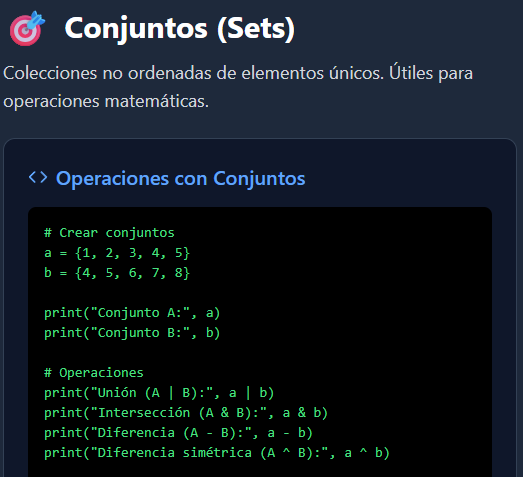 Conjuntos (Sets)
Colecciones no ordenadas de elementos únicos. Útiles para
operaciones matemáticas.
<> Operaciones con Conjuntos
# Crear conjuntos
a = {1, 2, 3, 4, 5}
b = {4, 5, 6, 7, 8}
print("Conjunto A:", a)
print("Conjunto B:", b)
# Operaciones
print("Unión (A | B):", a | b)
print("Intersección (A & B):", a & b)
print("Diferencia (A - B):", a - b)
print("Diferencia simétrica (A ^ B):", a ^ b)